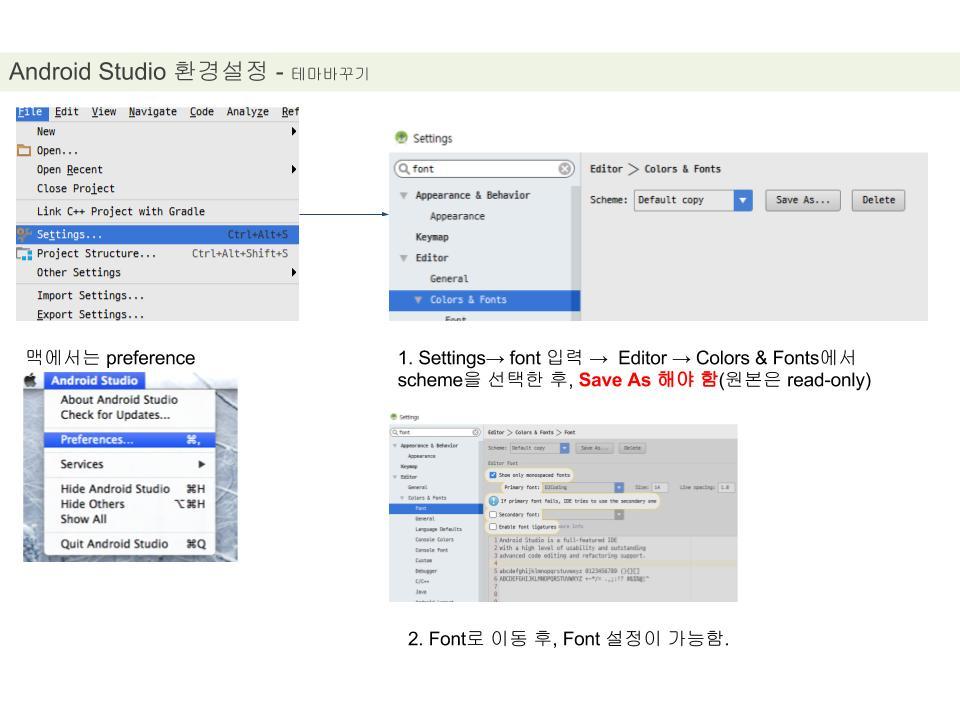 Android Studio 환경설정 - 테마바꾸기
File Edit View Navigate Code Analyze Ref
New
Open...
Open Recent
Close Project
Link C++ Project with Gradle
Settings... Ctrl+Alt+S
Project Structure... Ctrl+Alt+Shift+S
Other Settings
Import Settings...
Export Settings...
Settings
font
Editor > Colors & Fonts
Appearance & Behavior
Scheme: Default copy Save As... Delete
Appearance
Keymap
Editor
General
Colors & Fonts
Font
맥에서는 preference
Android Studio
About Android Studio
Check for Updates...
Preferences... ⌘,
Services
Hide Android Studio ⌘H
Hide Others ⌥⌘H
Show All
Quit Android Studio ⌘Q
1. Settings→ font 입력 → Editor → Colors & Fonts에서
scheme을 선택한 후, Save As 해야 함(원본은 read-only)
Settings
font
Editor > Colors & Fonts > Font
Appearance & Behavior
Appearance
Keymap
Editor
General
Colors & Fonts
Font
General
Language Defaults
Console Colors
Console Font
Custom
Debugger
C/C++
Java
Scheme: Default copy Save As... Delete
Editor Font
Show only monospaced fonts
Primary font: D2Coding Size: 14 Line spacing: 1.0
If primary font fails, IDE tries to use the secondary one
Secondary font:
Enable font ligatures more info
1 Android Studio is a full-featured IDE
2 with a high level of usability and outstanding
3 advanced code editing and refactoring support.
4
5 abcdefghijklmnopqrstuvwxyz 0123456789 (){}[]
6 ABCDEFGHIJKLMNOPQRSTUVWXYZ
7
8
9
2. Font로 이동 후, Font 설정이 가능함.